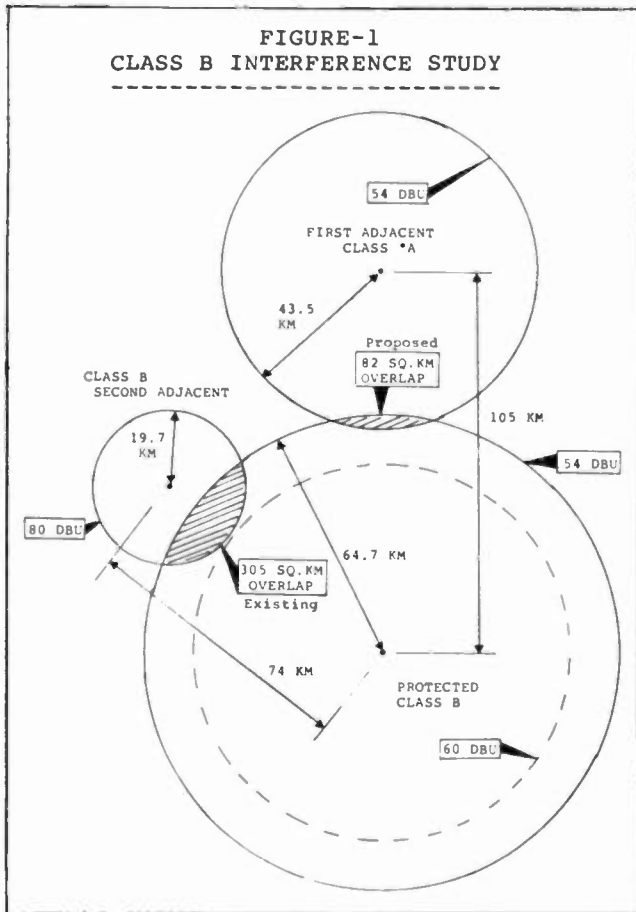 FIGURE-1
CLASS B INTERFERENCE STUDY
54 DBU
FIRST ADJACENT
CLASS "A
43.5
KM
Proposed
82 SQ.KM
OVERLAP
CLASS B
SECOND ADJACENT
105 KM
19.7
KM
54 DBU
80 DBU
64.7 KM
305 SQ.KM
OVERLAP
Existing
74 KM
PROTECTED
CLASS B
60 DBU